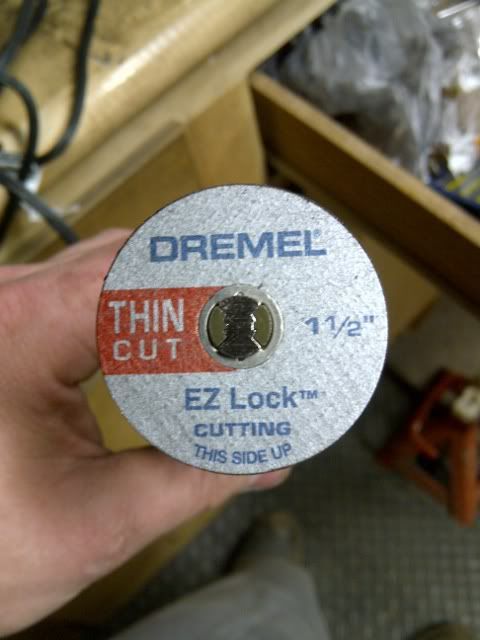 DREMEL®
THIN
CUT
1 1/2"
EZ Lock™
CUTTING
THIS SIDE UP